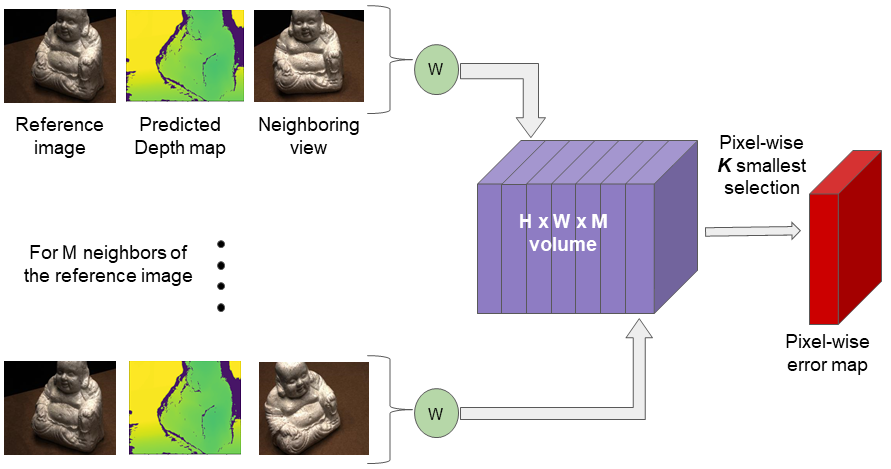 W
Reference
image
Predicted
Depth map
Neighboring
view
Pixel-wise
K smallest
selection
H x W x M
volume
For M neighbors of
the reference image
Pixel-wise
error map
W